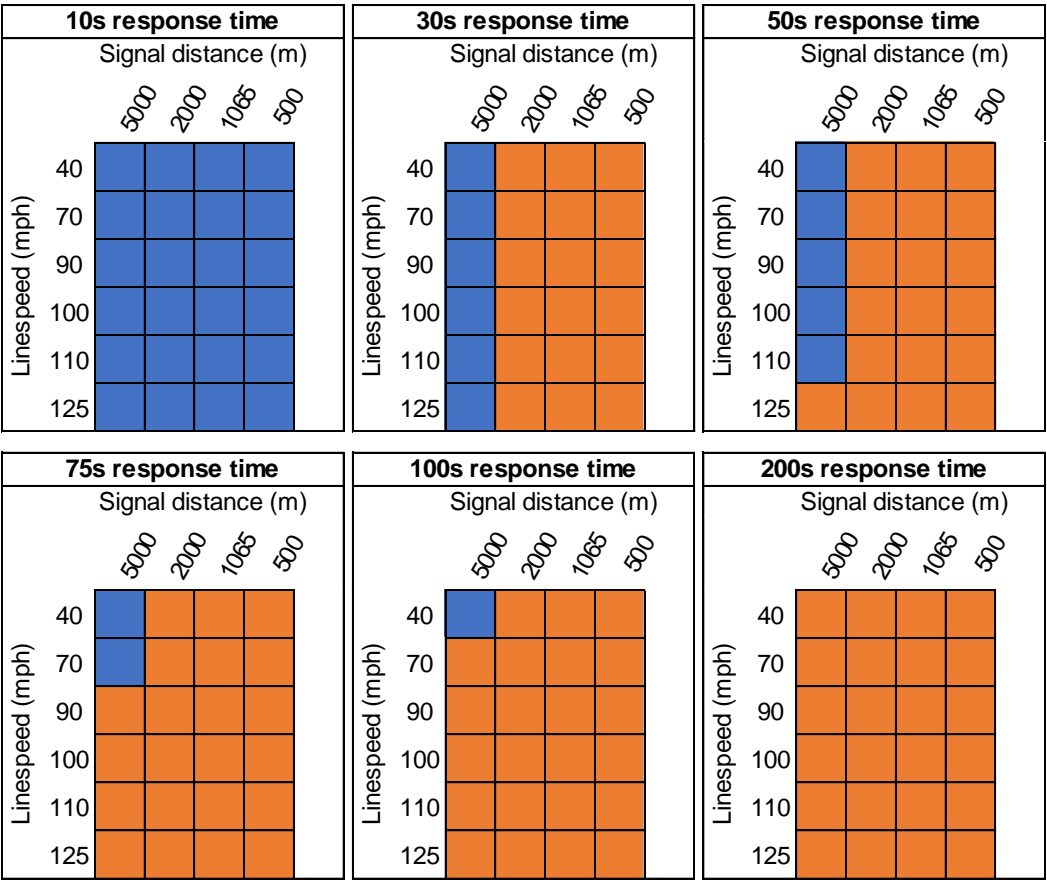 10s response time
Signal distance (m)
5000 2000 1065 500
Linespeed (mph)
40
70
90
100
110
125
30s response time
Signal distance (m)
5000 2000 1065 500
Linespeed (mph)
40
70
90
100
110
125
50s response time
Signal distance (m)
5000 2000 1065 500
Linespeed (mph)
40
70
90
100
110
125
75s response time
Signal distance (m)
5000 2000 1065 500
Linespeed (mph)
40
70
90
100
110
125
100s response time
Signal distance (m)
5000 2000 1065 500
Linespeed (mph)
40
70
90
100
110
125
200s response time
Signal distance (m)
5000 2000 1065 500
Linespeed (mph)
40
70
90
100
110
125